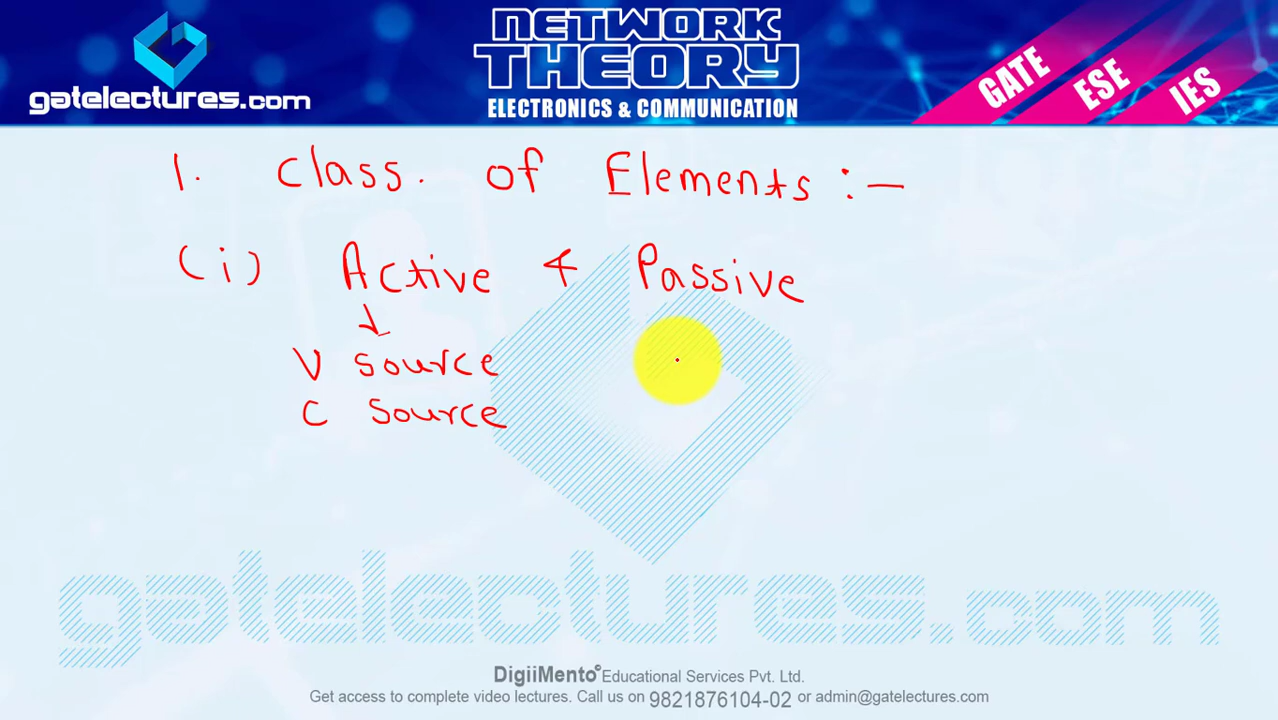 gatelectures.com
NETWORK
THEORY
ELECTRONICS & COMMUNICATION
GATE
ESE
IES
1. Class. of Elements :-
(i) Active & Passive
↓
V Source
C Source
gatelectures.com
DigiiMento© Educational Services Pvt. Ltd.
Get access to complete video lectures. Call us on 9821876104-02 or admin@gatelectures.com